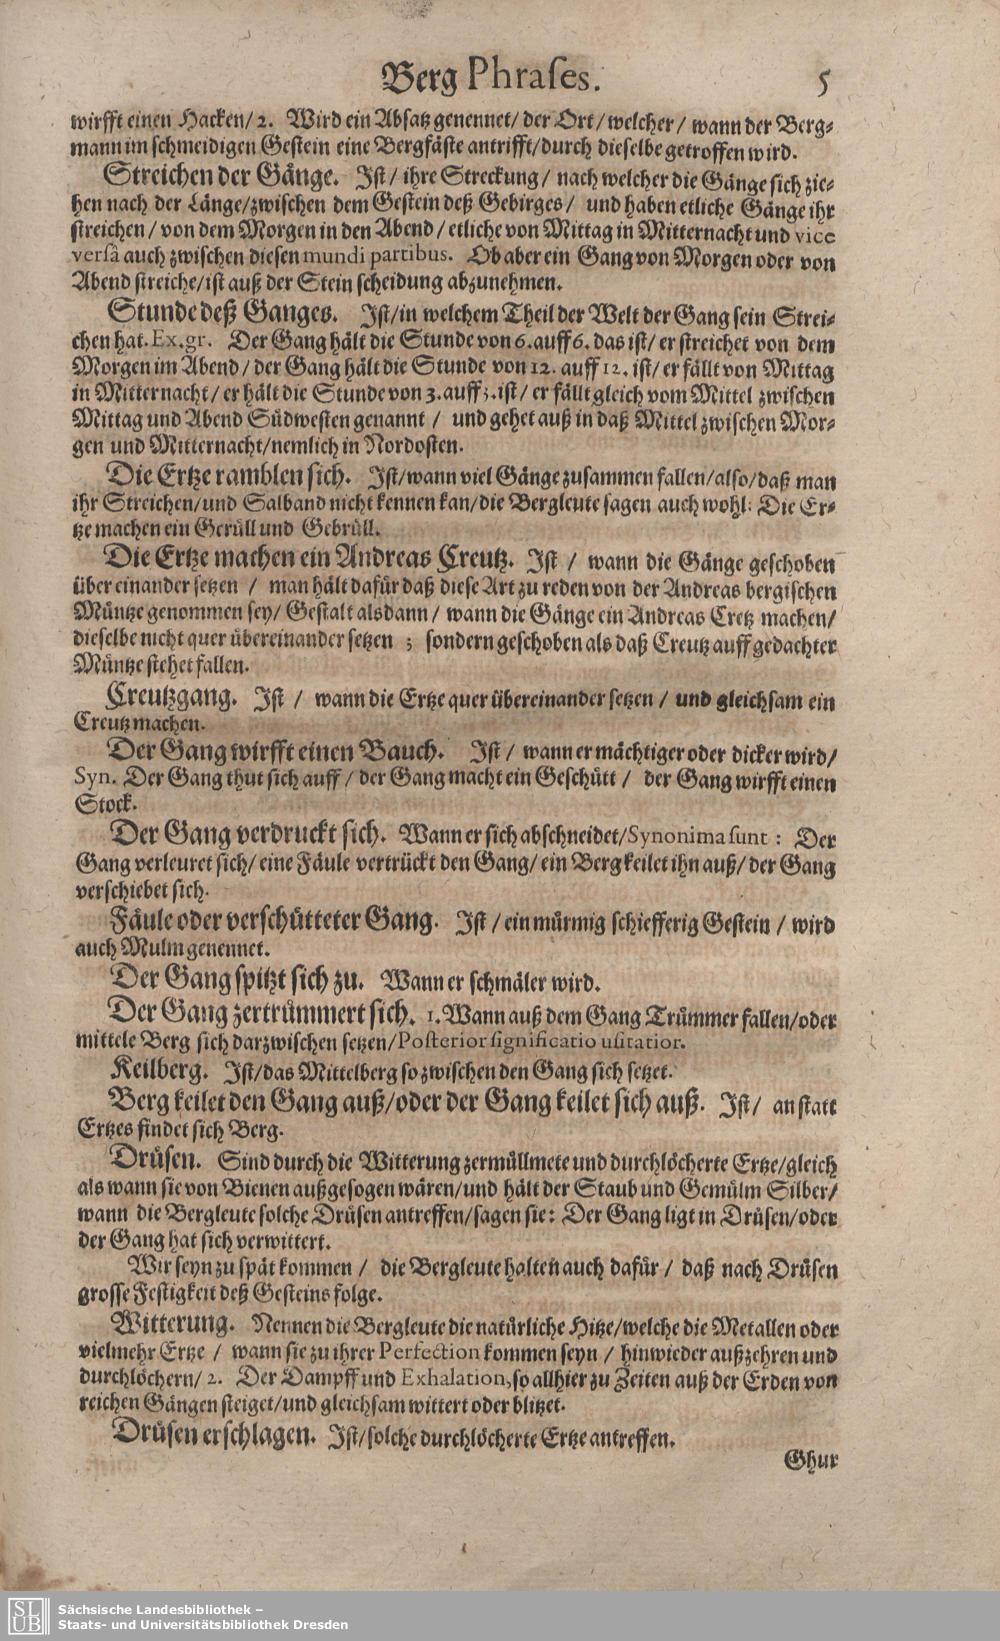 Berg Phrases. 5
wirfft einen Hacken/ 2. Wird ein Absatz genennet/ der Ort/ welcher/ wann der Berg-
mann im schmeidigen Gestein eine Bergfäste antrifft/ durch dieselbe getroffen wird.
Streichen der Gänge. Ist/ ihre Streckung/ nach welcher die Gänge sich zie-
hen nach der Länge/ zwischen dem Gestein deß Gebirges/ und haben etliche Gänge ihr
streichen/ von dem Morgen in den Abend/ etliche von Mittag in Mitternacht und vice
versâ auch zwischen diesen mundi partibus. Ob aber ein Gang von Morgen oder von
Abend streiche/ ist auß der Stein scheidung abzunehmen.
Stunde deß Ganges. Ist/ in welchem Theil der Welt der Gang sein Strei-
chen hat. Ex. gr. Der Gang hält die Stunde von 6. auff 6. das ist/ er streichet von dem
Morgen im Abend/ der Gang hält die Stunde von 12. auff 12. ist/ er fällt von Mittag
in Mitternacht/ er hält die Stunde von 3. auff 3. ist/ er fällt gleich vom Mittel zwischen
Mittag und Abend Südwesten genannt/ und gehet auß in daß Mittel zwischen Mor-
gen und Mitternacht/ nemlich in Nordosten.
Die Ertze ramblen sich. Ist/ wann viel Gänge zusammen fallen/ also/ daß man
ihr Streichen/ und Salband nicht kennen kan/ die Bergleute sagen auch wohl: Die Er-
tze machen ein Gerüll und Gebrüll.
Die Ertze machen ein Andreas Creutz. Ist/ wann die Gänge geschoben
über einander setzen/ man hält dafür daß diese Art zu reden von der Andreas bergischen
Müntze genommen sey/ Gestalt alsdann/ wann die Gänge ein Andreas Cretz machen/
dieselbe nicht quer übereinander setzen; sondern geschoben als daß Creutz auff gedachter
Müntze stehet fallen.
Creutzgang. Ist/ wann die Ertze quer übereinander setzen/ und gleichsam ein
Creutz machen.
Der Gang wirfft einen Bauch. Ist/ wann er mächtiger oder dicker wird/
Syn. Der Gang thut sich auff/ der Gang macht ein Geschütt/ der Gang wirfft einen
Stock.
Der Gang verdruckt sich. Wann er sich abschneidet/ Synonima sunt: Der
Gang verleuret sich/ eine Fäule vertrückt den Gang/ ein Berg keilet ihn auß/ der Gang
verschiebet sich.
Fäule oder verschütteter Gang. Ist/ ein mürmig schiefferig Gestein/ wird
auch Mulm genennet.
Der Gang spitzt sich zu. Wann er schmäler wird.
Der Gang zertrümmert sich. 1. Wann auß dem Gang Trümmer fallen/ oder
mittele Berg sich darzwischen setzen/ Posterior significatio usitatior.
Keilberg. Ist/ das Mittelberg so zwischen den Gang sich setzet.
Berg keilet den Gang auß/ oder der Gang keilet sich auß. Ist/ an statt
Ertzes findet sich Berg.
Drüsen. Sind durch die Witterung zermüllmete und durchlöcherte Ertze/ gleich
als wann sie von Bienen außgesogen wären/ und hält der Staub und Gemülm Silber/
wann die Bergleute solche Drüsen antreffen/ sagen sie: Der Gang ligt in Drüsen/ oder
der Gang hat sich verwittert.
Wir seyn zu spät kommen/ die Bergleute halten auch dafür/ daß nach Drüsen
grosse Festigkeit deß Gesteins folge.
Witterung. Nennen die Bergleute die natürliche Hitze/ welche die Metallen oder
vielmehr Ertze/ wann sie zu ihrer Perfection kommen seyn/ hinwieder außzehren und
durchlöchern/ 2. Der Dampff und Exhalation, so allhier zu Zeiten auß der Erden von
reichen Gängen steiget/ und gleichsam wittert oder blitzet.
Drüsen erschlagen. Ist/ solche durchlöcherte Ertze antreffen.
Ghur
SLUB
Sächsische Landesbibliothek –
Staats- und Universitätsbibliothek Dresden